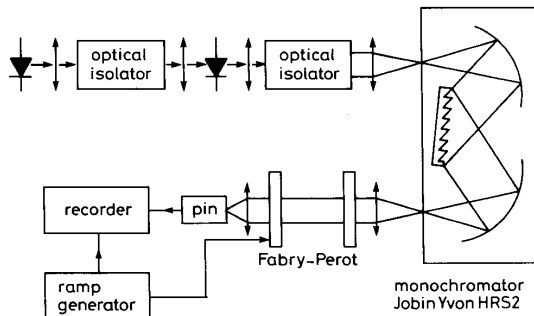 optical
isolator
optical
isolator
recorder
pin
Fabry-Perot
ramp
generator
monochromator
Jobin Yvon HRS2